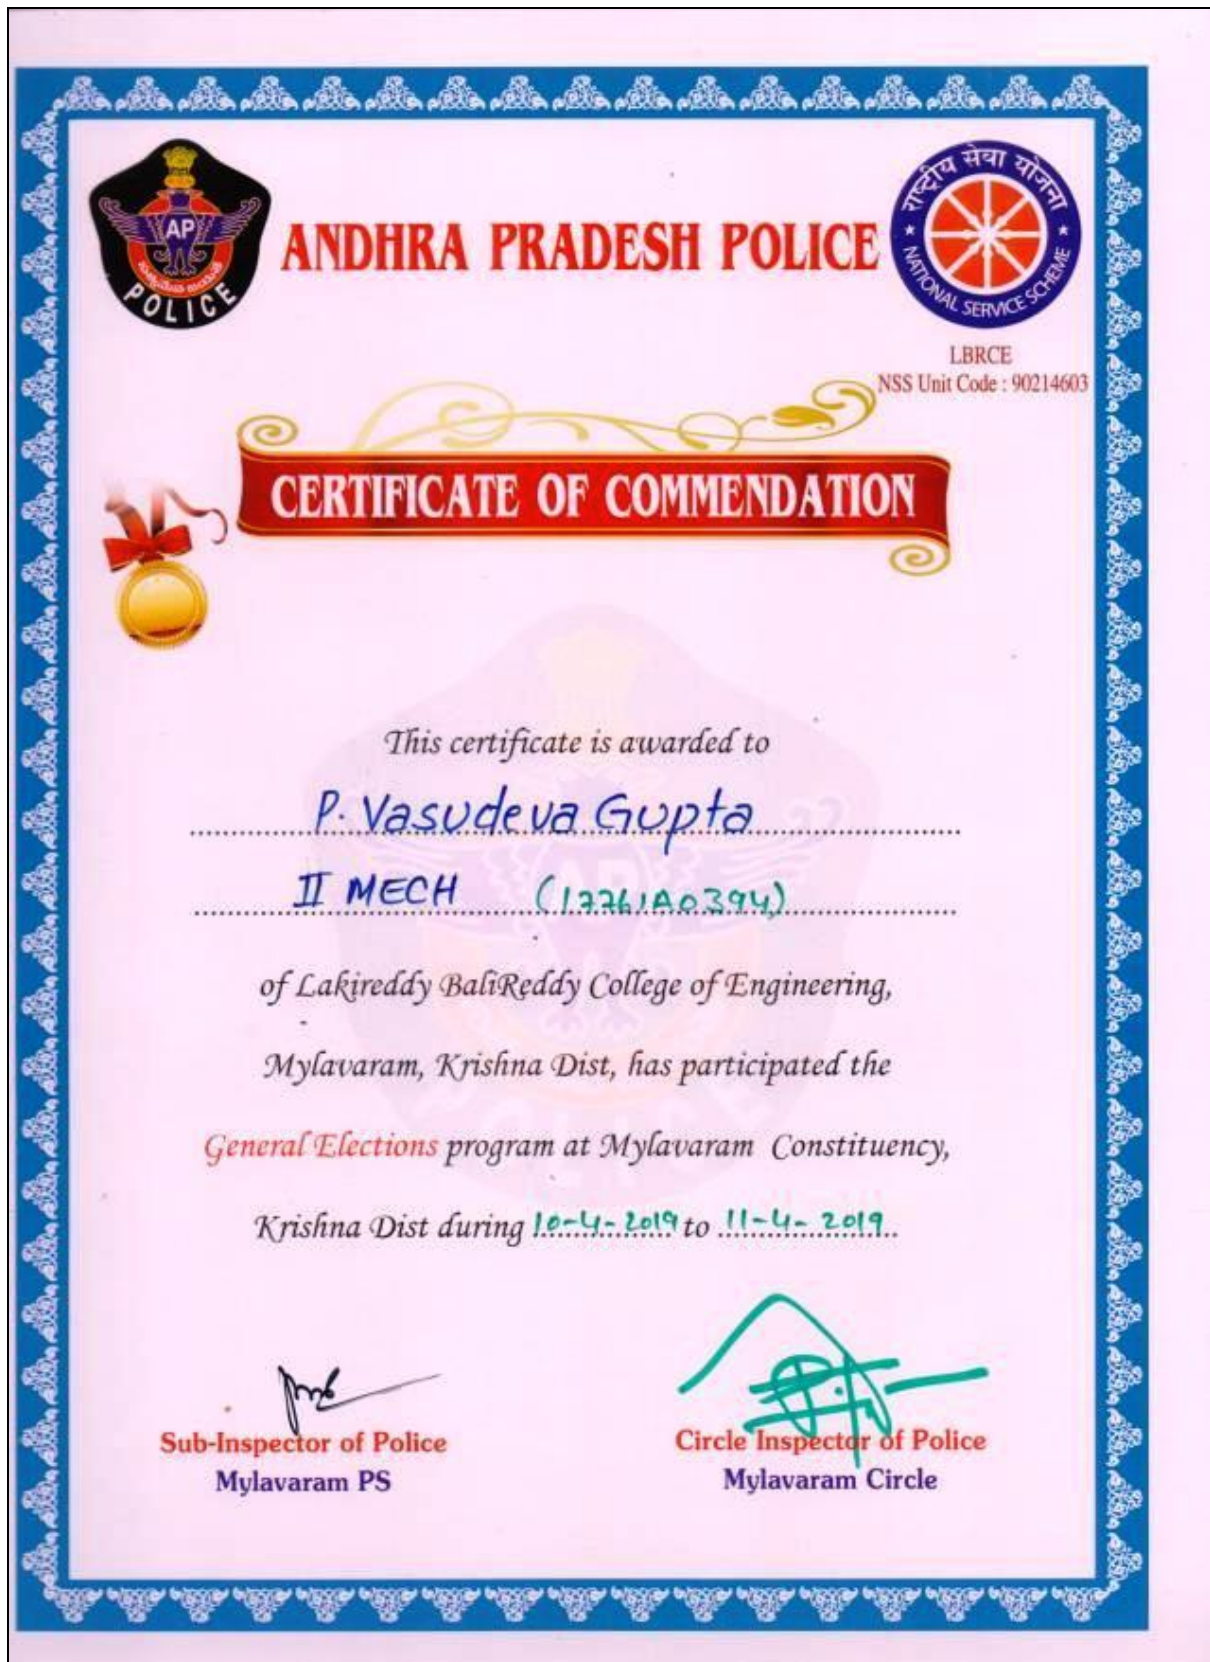 ANDHRA PRADESH POLICE
AP
POLICE
राष्ट्रीय सेवा योजना
NATIONAL SERVICE SCHEME
LBRCE
NSS Unit Code : 90214603
CERTIFICATE OF COMMENDATION
This certificate is awarded to
P. Vasudeva Gupta
II MECH (17761A0394)
of Lakireddy BaliReddy College of Engineering,
Mylavaram, Krishna Dist, has participated the
General Elections program at Mylavaram Constituency,
Krishna Dist during 10-4-2019 to 11-4-2019
Sub-Inspector of Police
Mylavaram PS
Circle Inspector of Police
Mylavaram Circle